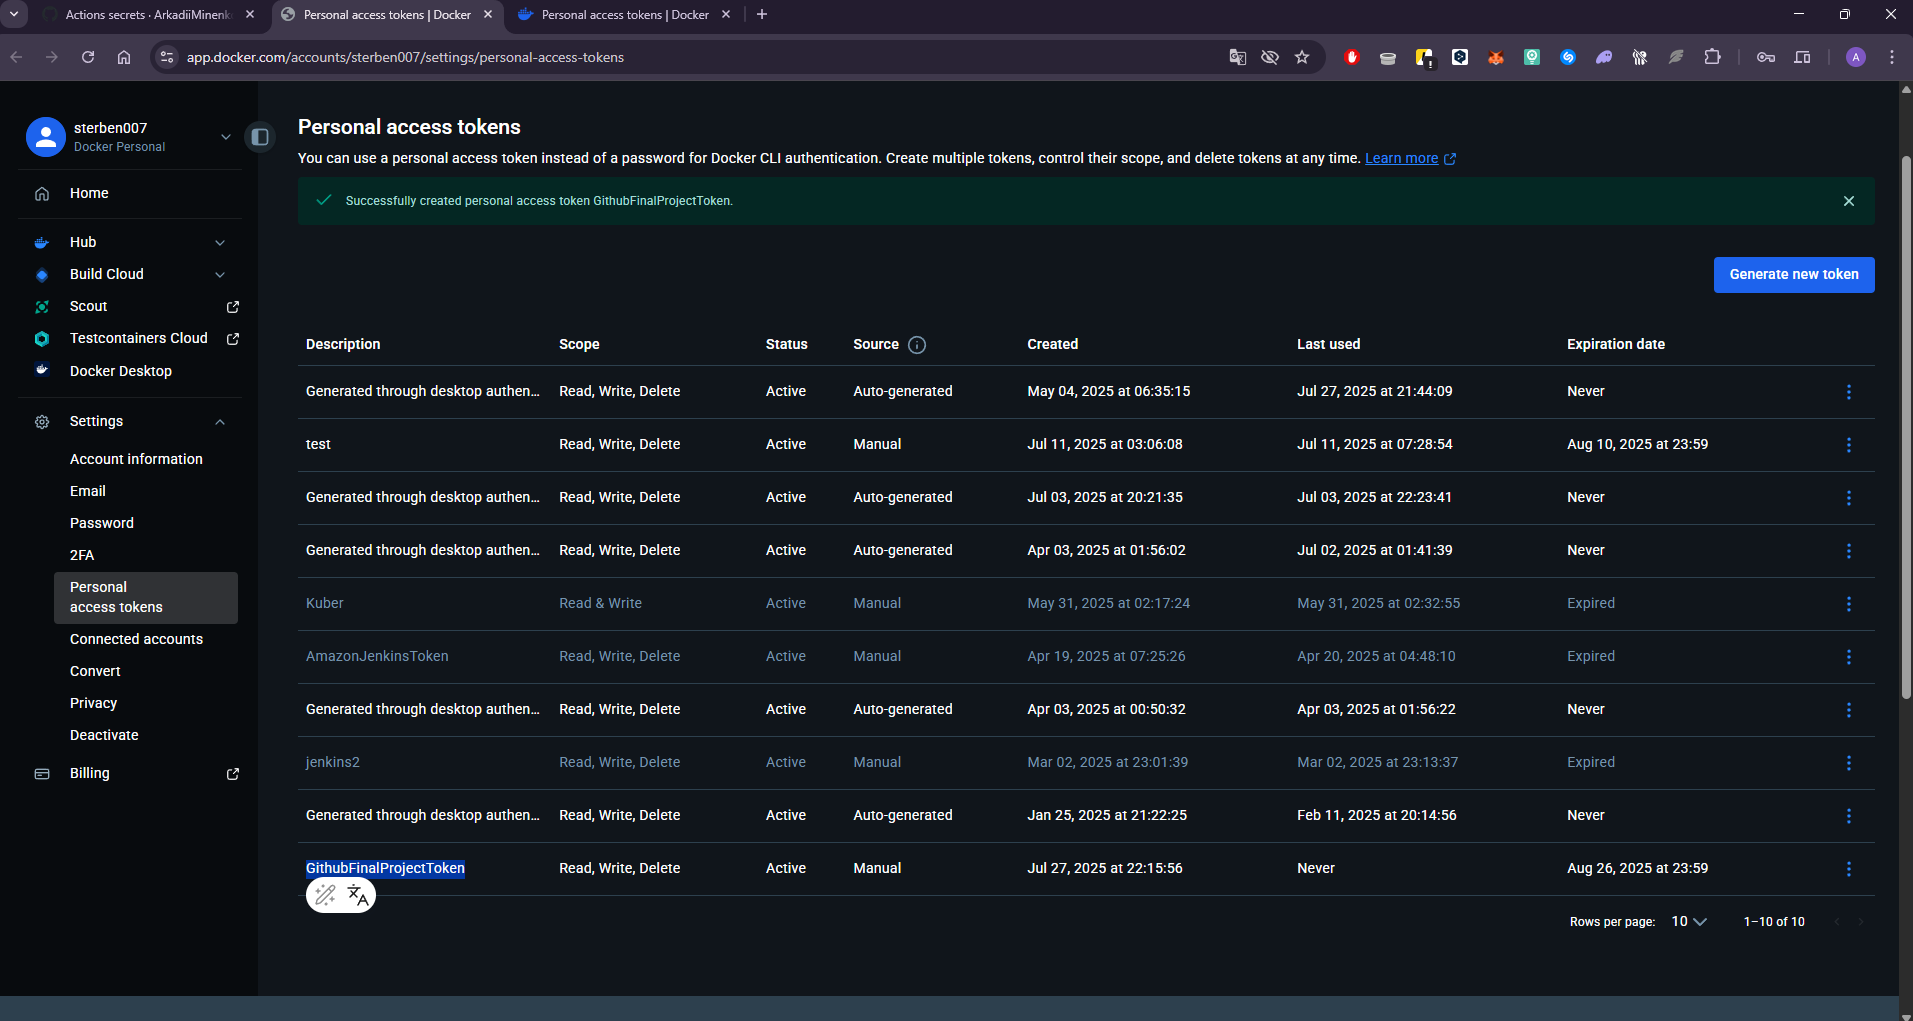 Actions secrets · ArkadiiMinenk
Personal access tokens | Docker
Personal access tokens | Docker
app.docker.com/accounts/sterben007/settings/personal-access-tokens
A
sterben007
Docker Personal
Home
Hub
Build Cloud
Scout
Testcontainers Cloud
Docker Desktop
Settings
Account information
Email
Password
2FA
Personal
access tokens
Connected accounts
Convert
Privacy
Deactivate
Billing
Personal access tokens
You can use a personal access token instead of a password for Docker CLI authentication. Create multiple tokens, control their scope, and delete tokens at any time. Learn more
Successfully created personal access token GithubFinalProjectToken.
Generate new token
Description Scope Status Source Created Last used Expiration date
Generated through desktop authen... Read, Write, Delete Active Auto-generated May 04, 2025 at 06:35:15 Jul 27, 2025 at 21:44:09 Never
test Read, Write, Delete Active Manual Jul 11, 2025 at 03:06:08 Jul 11, 2025 at 07:28:54 Aug 10, 2025 at 23:59
Generated through desktop authen... Read, Write, Delete Active Auto-generated Jul 03, 2025 at 20:21:35 Jul 03, 2025 at 22:23:41 Never
Generated through desktop authen... Read, Write, Delete Active Auto-generated Apr 03, 2025 at 01:56:02 Jul 02, 2025 at 01:41:39 Never
Kuber Read & Write Active Manual May 31, 2025 at 02:17:24 May 31, 2025 at 02:32:55 Expired
AmazonJenkinsToken Read, Write, Delete Active Manual Apr 19, 2025 at 07:25:26 Apr 20, 2025 at 04:48:10 Expired
Generated through desktop authen... Read, Write, Delete Active Auto-generated Apr 03, 2025 at 00:50:32 Apr 03, 2025 at 01:56:22 Never
jenkins2 Read, Write, Delete Active Manual Mar 02, 2025 at 23:01:39 Mar 02, 2025 at 23:13:37 Expired
Generated through desktop authen... Read, Write, Delete Active Auto-generated Jan 25, 2025 at 21:22:25 Feb 11, 2025 at 20:14:56 Never
GithubFinalProjectToken Read, Write, Delete Active Manual Jul 27, 2025 at 22:15:56 Never Aug 26, 2025 at 23:59
Rows per page: 10 1–10 of 10